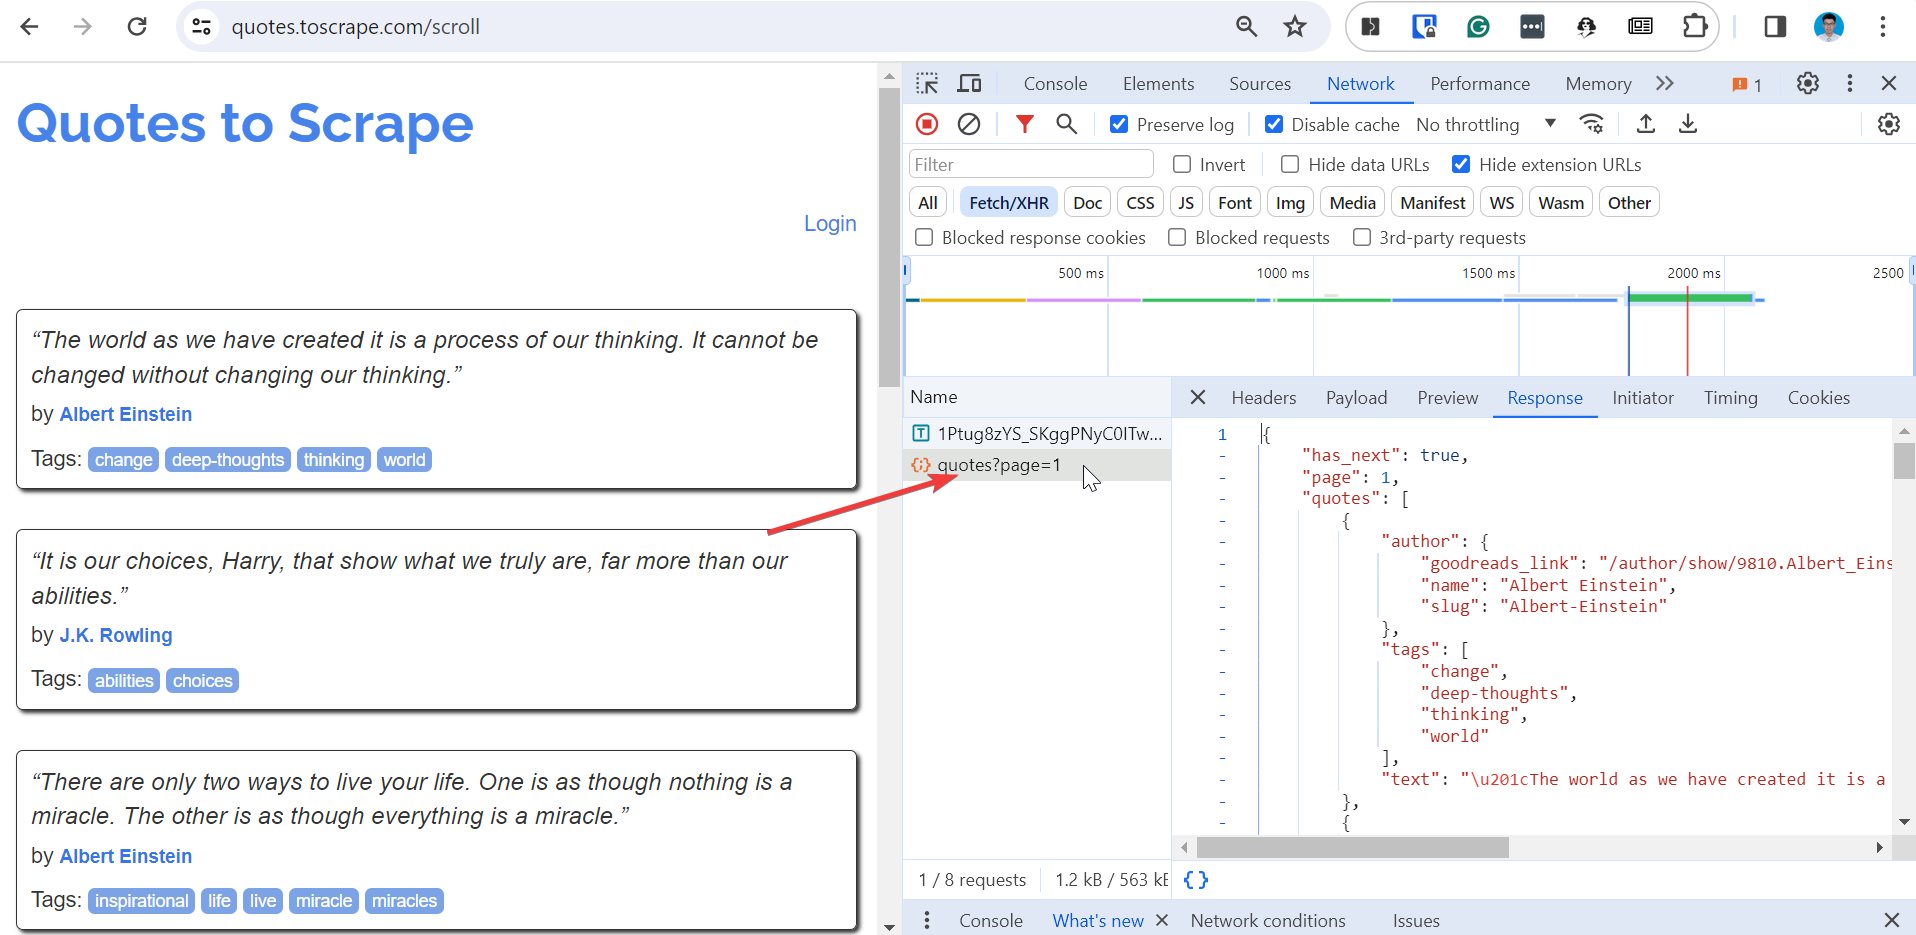 quotes.toscrape.com/scroll
Quotes to Scrape
Login
“The world as we have created it is a process of our thinking. It cannot be
changed without changing our thinking.”
by Albert Einstein
Tags: change deep-thoughts thinking world
“It is our choices, Harry, that show what we truly are, far more than our
abilities.”
by J.K. Rowling
Tags: abilities choices
“There are only two ways to live your life. One is as though nothing is a
miracle. The other is as though everything is a miracle.”
by Albert Einstein
Tags: inspirational life live miracle miracles
Console Elements Sources Network Performance Memory 1
Preserve log Disable cache No throttling
Filter Invert Hide data URLs Hide extension URLs
All Fetch/XHR Doc CSS JS Font Img Media Manifest WS Wasm Other
Blocked response cookies Blocked requests 3rd-party requests
500 ms 1000 ms 1500 ms 2000 ms 2500
Name
1Ptug8zYS_SKggPNyC0ITw...
quotes?page=1
1 / 8 requests 1.2 kB / 563 kB
Headers Payload Preview Response Initiator Timing Cookies
1 {
- "has_next": true,
- "page": 1,
- "quotes": [
- {
- "author": {
- "goodreads_link": "/author/show/9810.Albert_Eins
- "name": "Albert Einstein",
- "slug": "Albert-Einstein"
- },
- "tags": [
- "change",
- "deep-thoughts",
- "thinking",
- "world"
- ],
- "text": "\u201cThe world as we have created it is a
- },
- {
{}
Console What's new Network conditions Issues